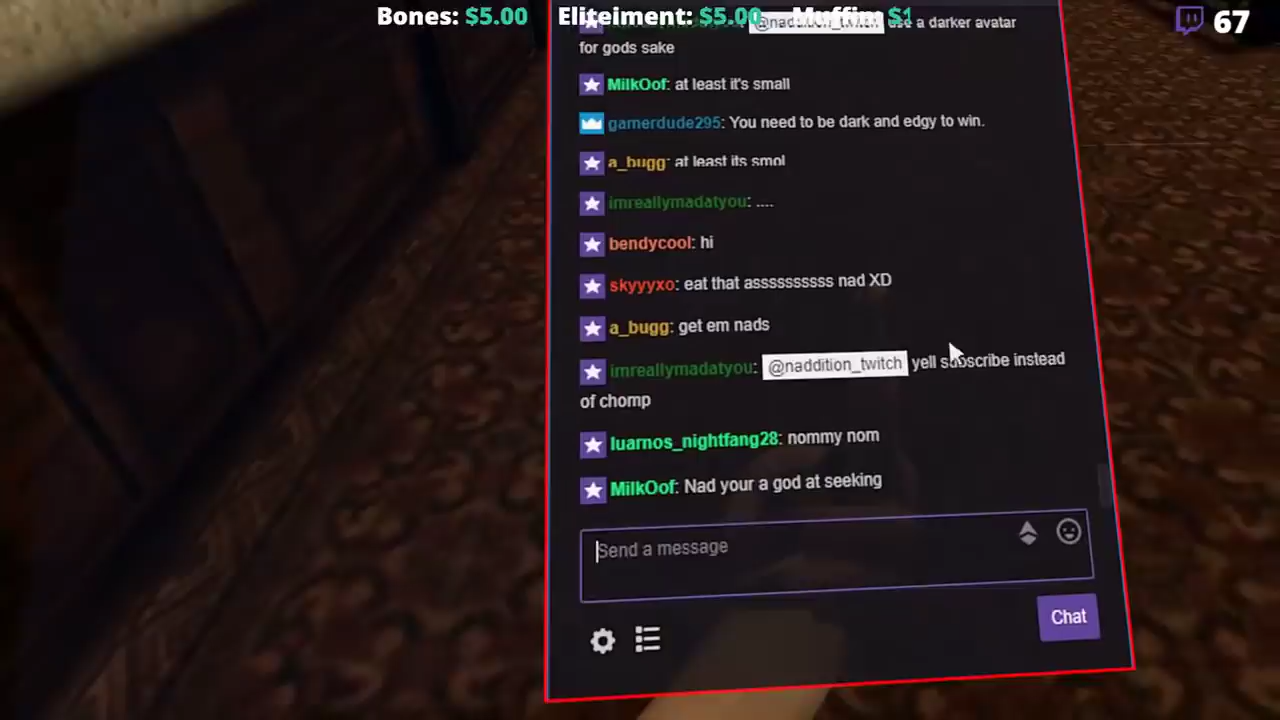 Bones: $5.00 Eliteiment: $5.00 Muffim $1
67
@naddition_twitch use a darker avatar
for gods sake
MilkOof: at least it's small
gamerdude295: You need to be dark and edgy to win.
a_bugg: at least its smol
imreallymadatyou: ....
bendycool: hi
skyyyxo: eat that assssssssss nad XD
a_bugg: get em nads
imreallymadatyou: @naddition_twitch yell subscribe instead
of chomp
luarnos_nightfang28: nommy nom
MilkOof: Nad your a god at seeking
Send a message
Chat